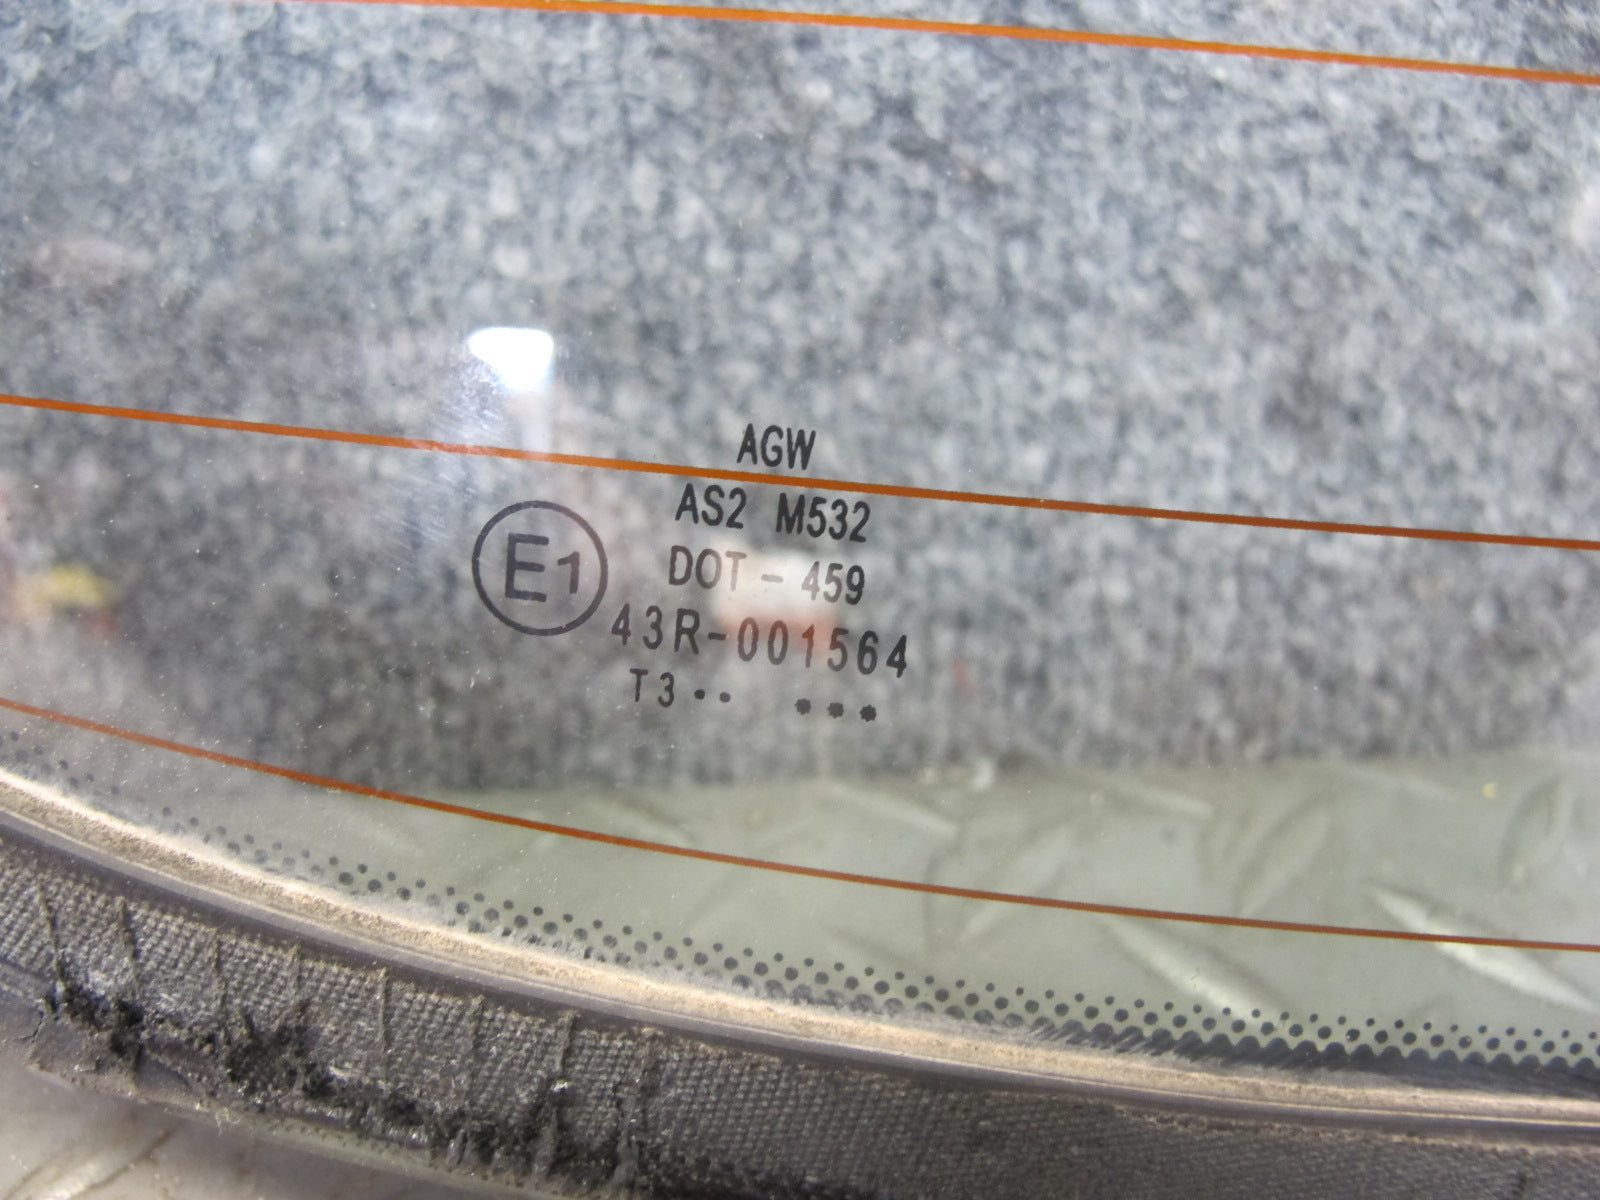 AGW
AS2 M532
E1
DOT - 459
43R-001564
T3•• •••